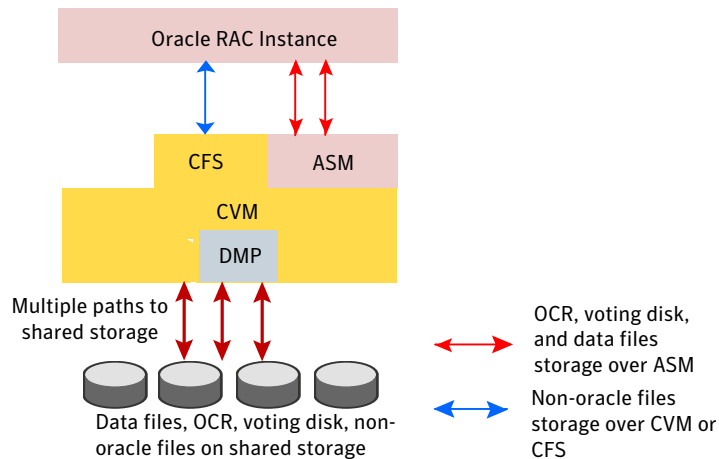 Oracle RAC Instance
CFS
ASM
CVM
DMP
Multiple paths to
shared storage
Data files, OCR, voting disk, non-
oracle files on shared storage
OCR, voting disk,
and data files
storage over ASM
Non-oracle files
storage over CVM or
CFS